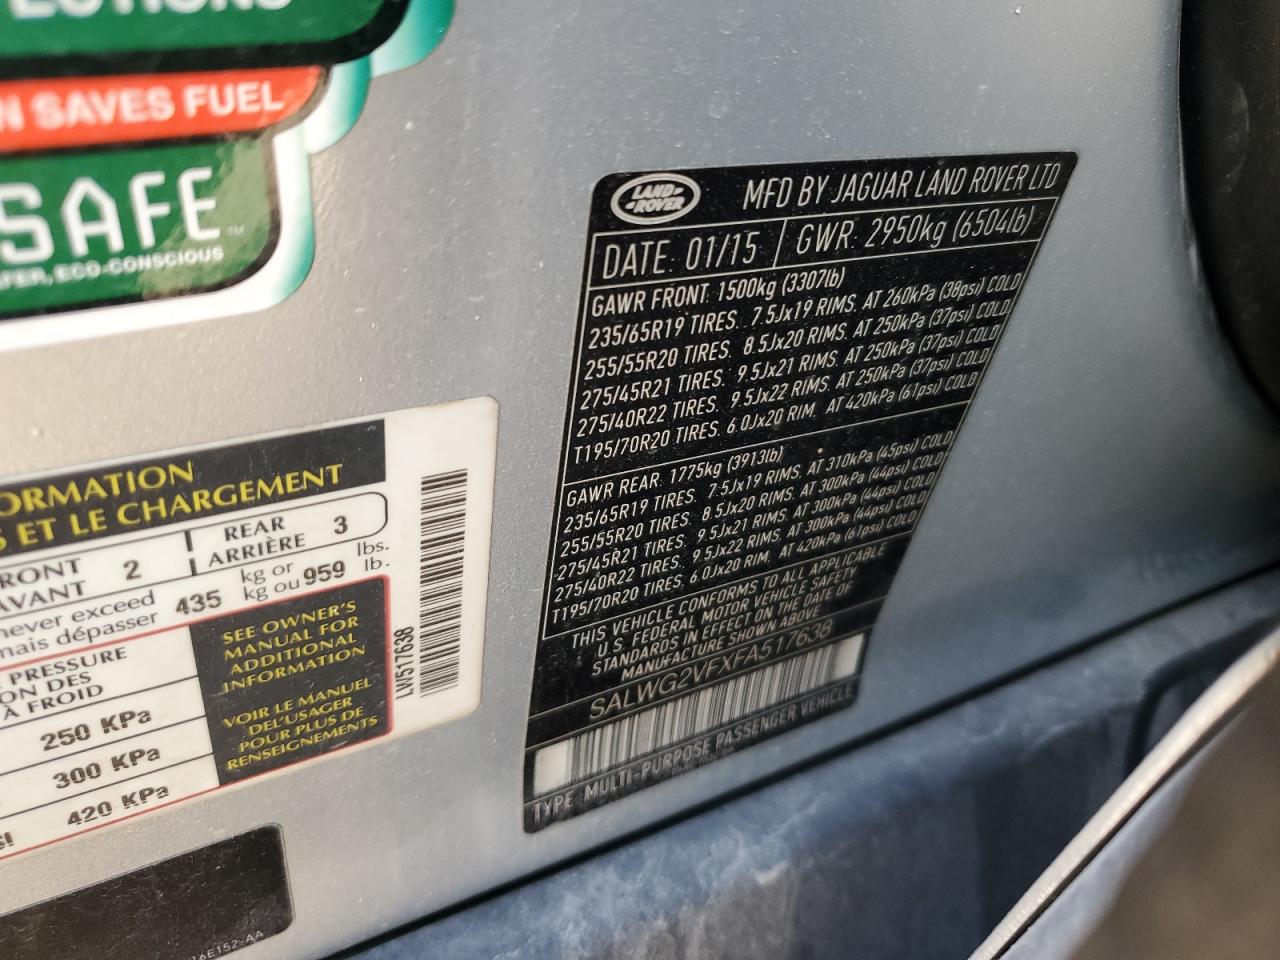 N SAVES FUEL
SAFE
TM
ECO-CONSCIOUS
LAND-
-ROVER
MFD BY JAGUAR LAND ROVER LTD
DATE: 01/15
GWR: 2950kg (6504lb)
GAWR FRONT 1500kg (3307lb)
235/65R19 TIRES. 7.5Jx19 RIMS. AT 260kPa (38psi) COLD
255/55R20 TIRES. 8.5Jx20 RIMS. AT 250kPa (37psi) COLD
275/45R21 TIRES. 9.5Jx21 RIMS. AT 250kPa (37psi) COLD
275/40R22 TIRES. 9.5Jx22 RIMS. AT 250kPa (37psi) COLD
T195/70R20 TIRES. 6.0Jx20 RIM. AT 420kPa (61psi) COLD
GAWR REAR 1775kg (3913lb)
235/65R19 TIRES. 7.5Jx19 RIMS. AT 310kPa (45psi) COLD
255/55R20 TIRES. 8.5Jx20 RIMS. AT 300kPa (44psi) COLD
275/45R21 TIRES. 9.5Jx21 RIMS. AT 300kPa (44psi) COLD
275/40R22 TIRES. 9.5Jx22 RIMS. AT 300kPa (44psi) COLD
T195/70R20 TIRES. 6.0Jx20 RIM. AT 420kPa (61psi) COLD
THIS VEHICLE CONFORMS TO ALL APPLICABLE
U.S. FEDERAL MOTOR VEHICLE SAFETY
STANDARDS IN EFFECT ON THE DATE OF
MANUFACTURE SHOWN ABOVE
SALWG2VFXFA517638
TYPE MULTI-PURPOSE PASSENGER VEHICLE
ORMATION
S ET LE CHARGEMENT
FRONT
AVANT 2
REAR
ARRIÈRE 3
never exceed
mais dépasser 435 kg or
kg ou 959 lbs.
lb.
PRESSURE
ON DES
À FROID
250 KPa
300 KPa
420 KPa
SEE OWNER'S
MANUAL FOR
ADDITIONAL
INFORMATION
VOIR LE MANUEL
DE L'USAGER
POUR PLUS DE
RENSEIGNEMENTS
LV/517638
16E152-AA